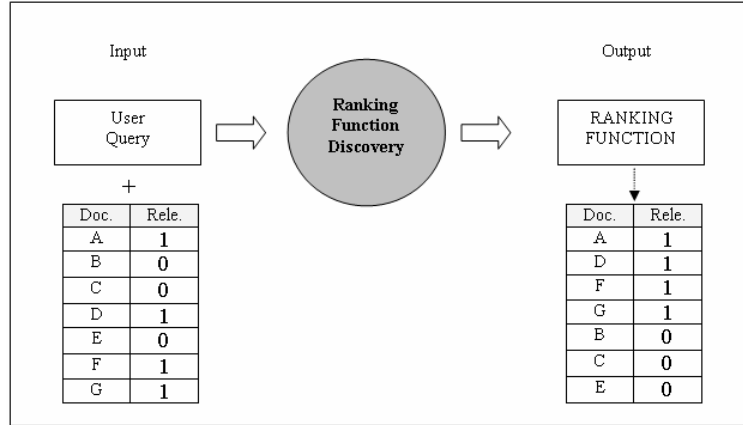 Input
Output
User
Query
Ranking
Function
Discovery
RANKING
FUNCTION
+
Doc. Rele.
A 1
B 0
C 0
D 1
E 0
F 1
G 1
Doc. Rele.
A 1
D 1
F 1
G 1
B 0
C 0
E 0